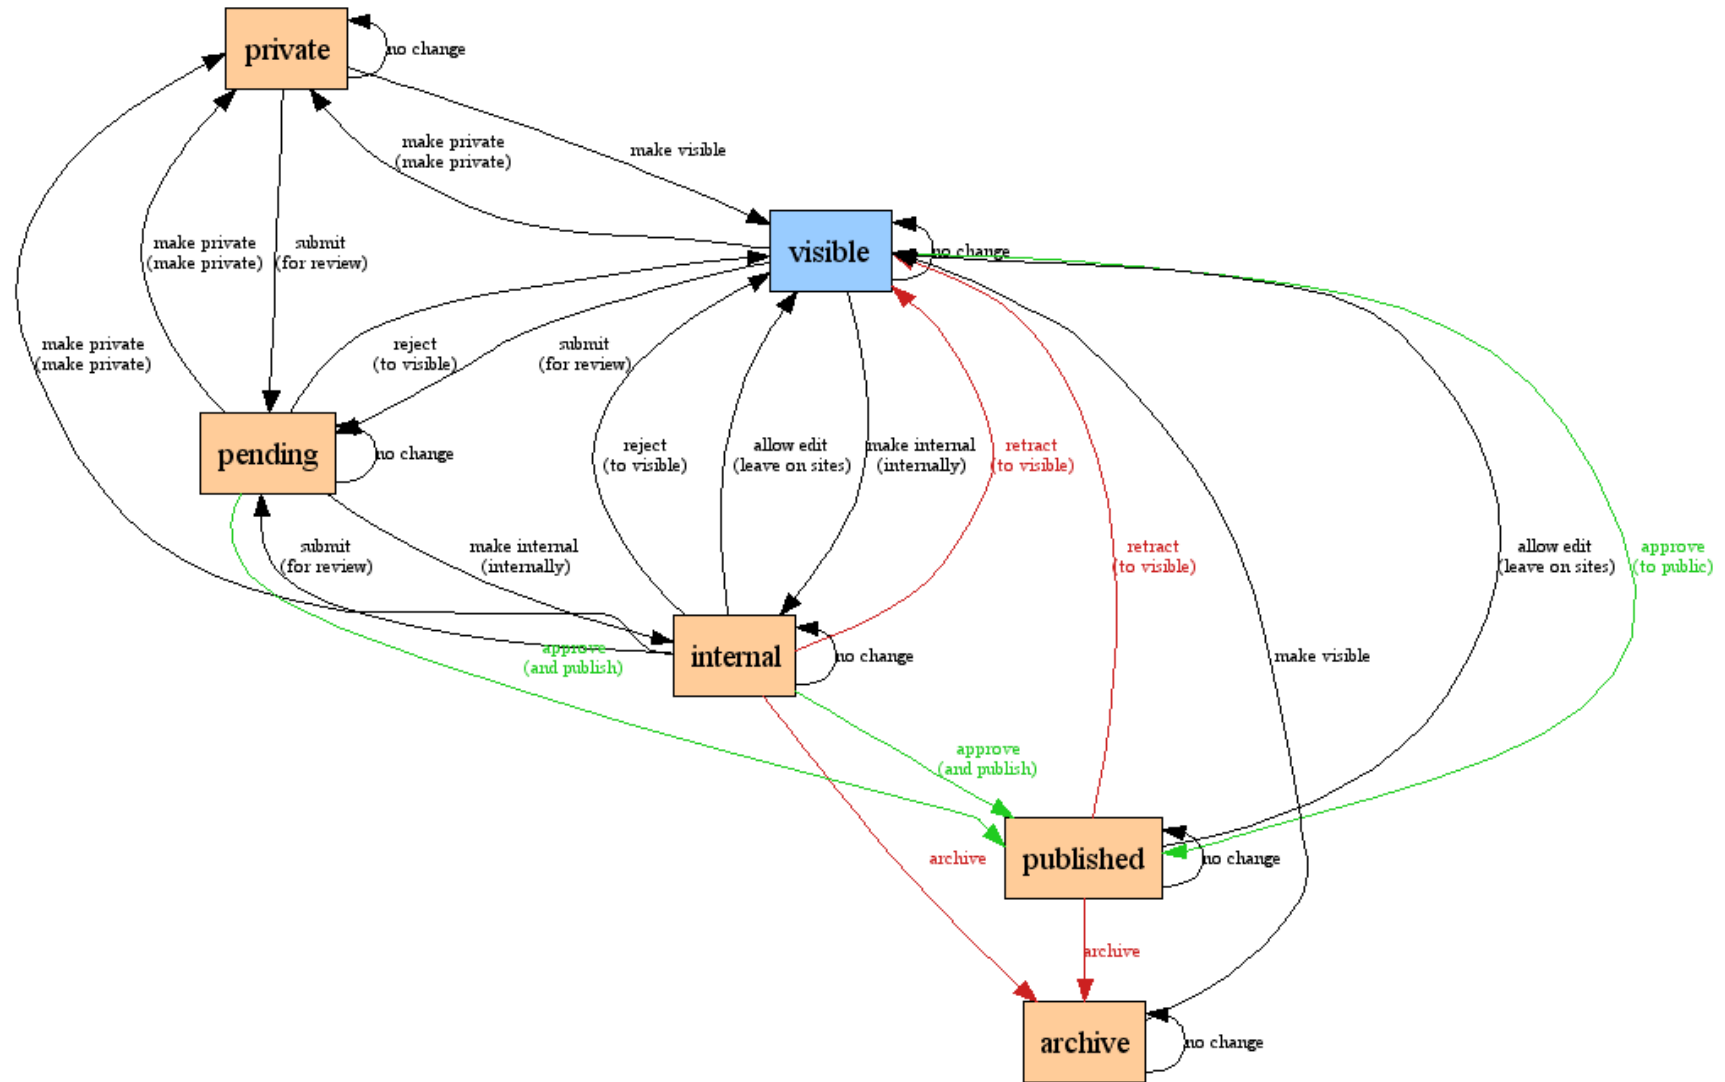 private
no change
make private
(make private)
make visible
visible
no change
make private
(make private)
submit
(for review)
make private
(make private)
reject
(to visible)
submit
(for review)
pending
no change
reject
(to visible)
allow edit
(leave on sites)
make internal
(internally)
retract
(to visible)
submit
(for review)
make internal
(internally)
retract
(to visible)
allow edit
(leave on sites)
approve
(to public)
approve
(and publish)
internal
no change
make visible
approve
(and publish)
archive
published
no change
archive
archive
no change